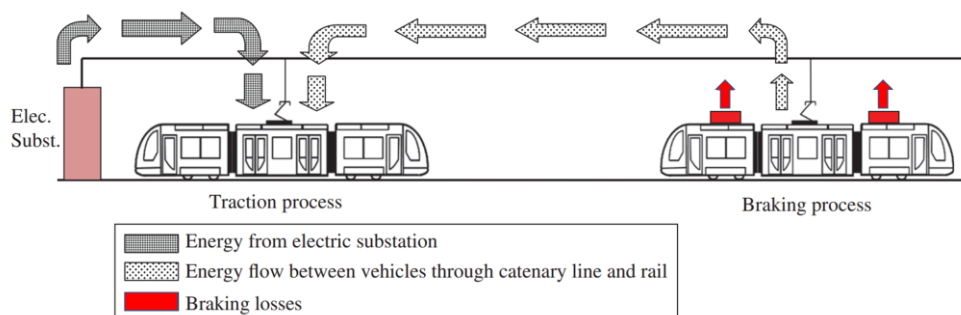 Elec.
Subst.
Traction process
Braking process
Energy from electric substation
Energy flow between vehicles through catenary line and rail
Braking losses